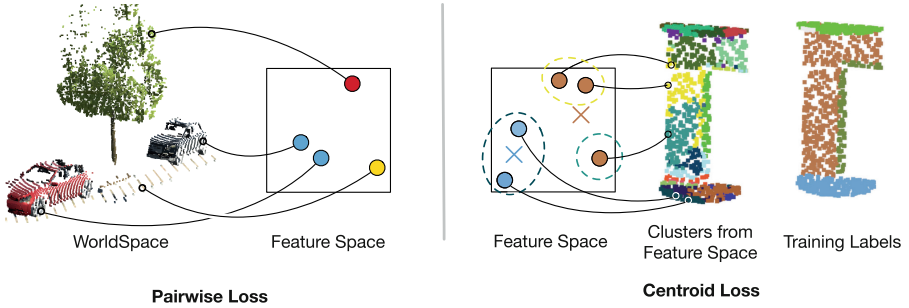 WorldSpace
Feature Space
Pairwise Loss
Feature Space
Clusters from
Feature Space
Training Labels
Centroid Loss